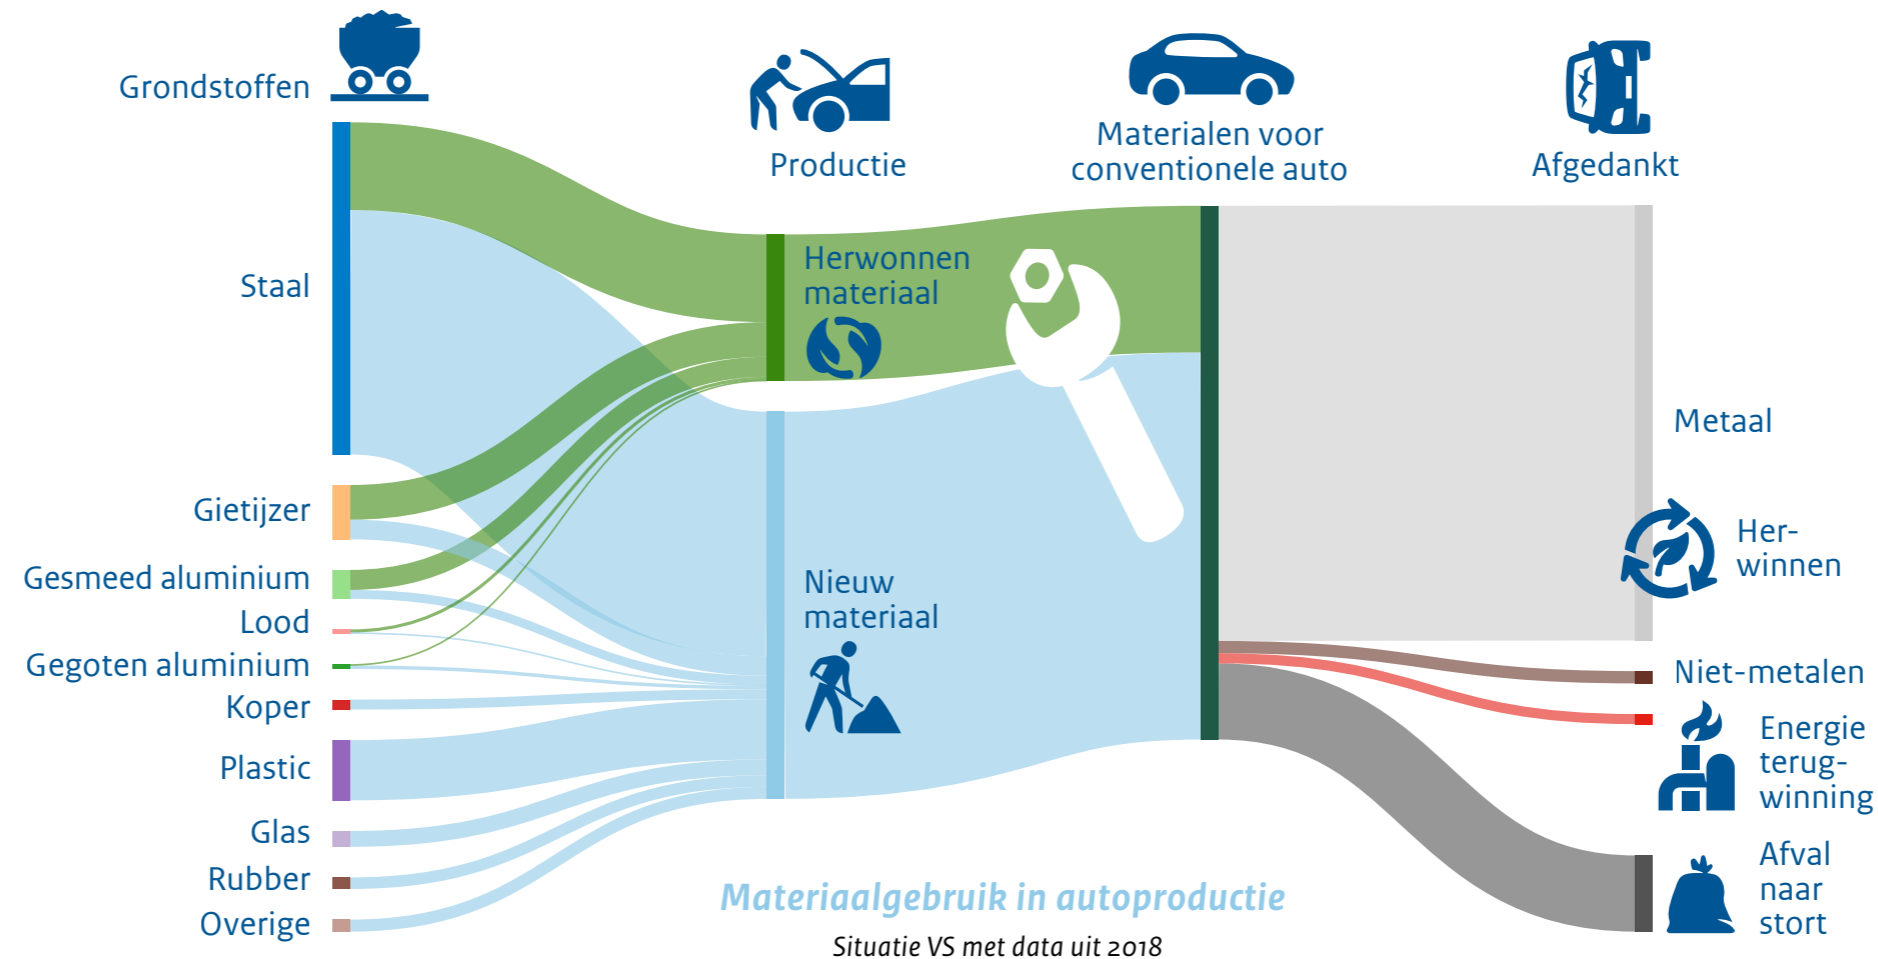 Grondstoffen
Productie
Materialen voor
conventionele auto
Afgedankt
Staal
Gietijzer
Gesmeed aluminium
Lood
Gegoten aluminium
Koper
Plastic
Glas
Rubber
Overige
Herwonnen
materiaal
Nieuw
materiaal
Metaal
Her-
winnen
Niet-metalen
Energie
terug-
winning
Afval
naar
stort
Materiaalgebruik in autoproductie
Situatie VS met data uit 2018